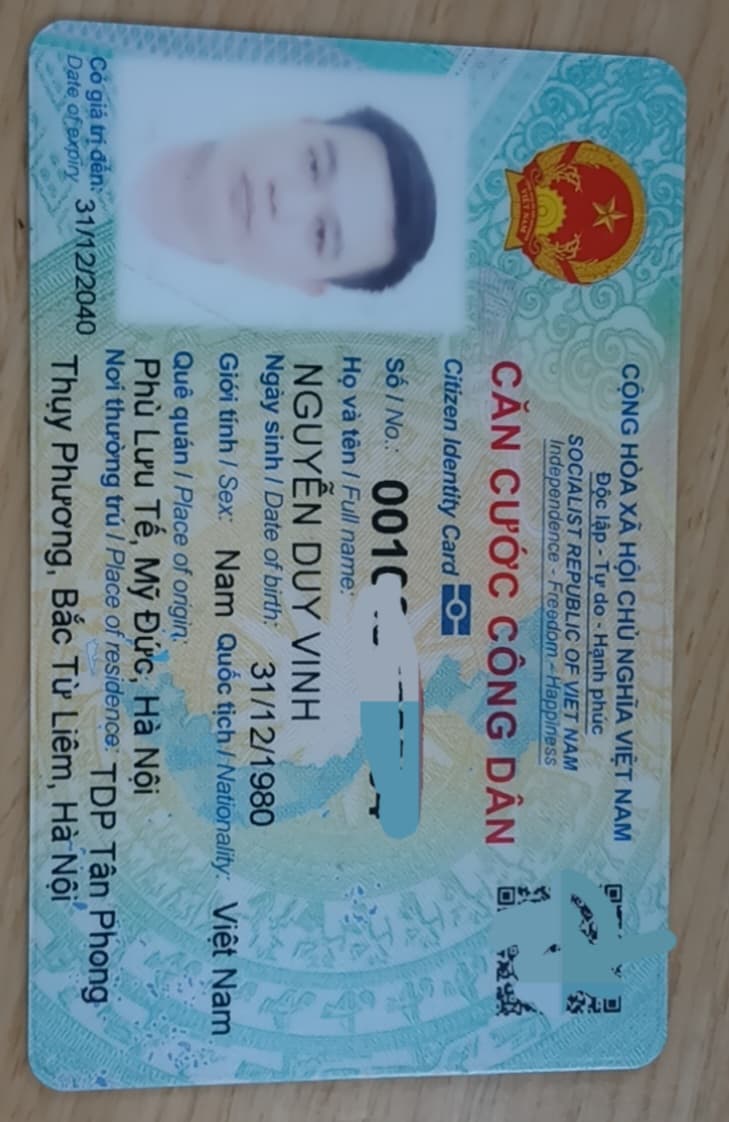 CỘNG HÒA XÃ HỘI CHỦ NGHĨA VIỆT NAM
Độc lập - Tự do - Hạnh phúc
SOCIALIST REPUBLIC OF VIET NAM
Independence - Freedom - Happiness
CĂN CƯỚC CÔNG DÂN
Citizen Identity Card
Số / No.: 001
Họ và tên / Full name:
NGUYỄN DUY VINH
Ngày sinh / Date of birth: 31/12/1980
Giới tính / Sex: Nam Quốc tịch / Nationality: Việt Nam
Quê quán / Place of origin:
Phù Lưu Tế, Mỹ Đức, Hà Nội
Nơi thường trú / Place of residence: TDP Tân Phong
Thụy Phương, Bắc Từ Liêm, Hà Nội
Có giá trị đến: 31/12/2040
Date of expiry
VIỆT NAM